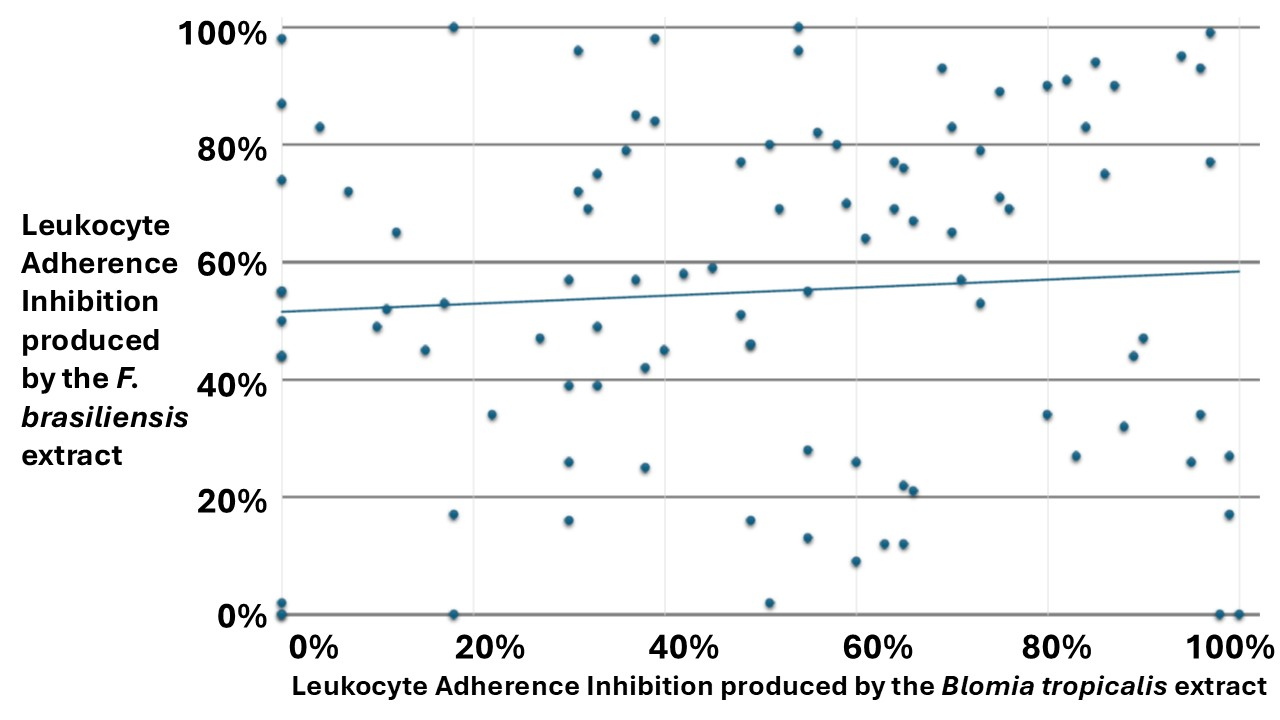 100%
80%
60%
40%
20%
0%
Leukocyte
Adherence
Inhibition
produced
by the F.
brasiliensis
extract
0% 20% 40% 60% 80% 100%
Leukocyte Adherence Inhibition produced by the Blomia tropicalis extract